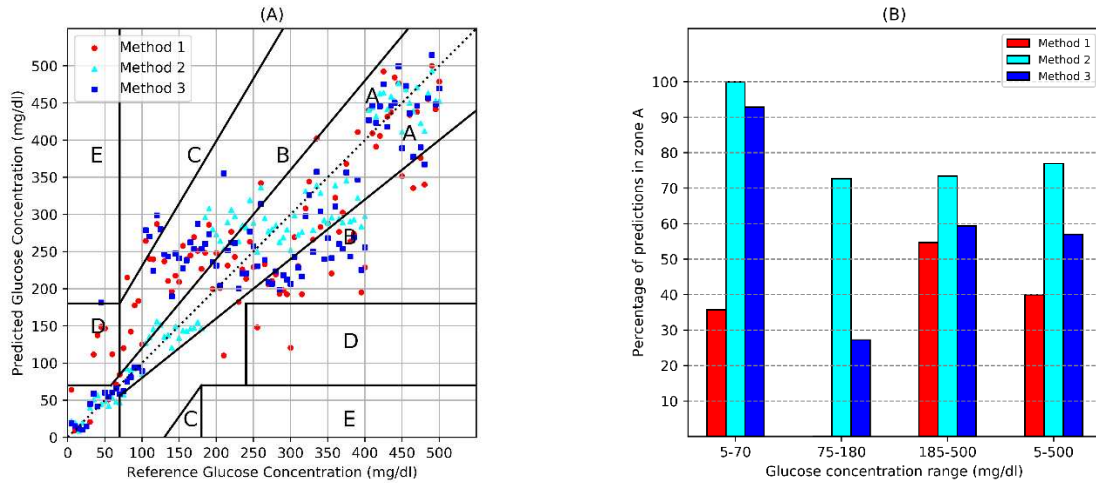 (A)
Predicted Glucose Concentration (mg/dl)
500
450
400
350
300
250
200
150
100
50
0
Method 1
Method 2
Method 3
E
C
B
A
A
B
D
D
C
E
0 50 100 150 200 250 300 350 400 450 500
Reference Glucose Concentration (mg/dl)
(B)
Percentage of predictions in zone A
100
90
80
70
60
50
40
30
20
10
Method 1
Method 2
Method 3
5-70 75-180 185-500 5-500
Glucose concentration range (mg/dl)